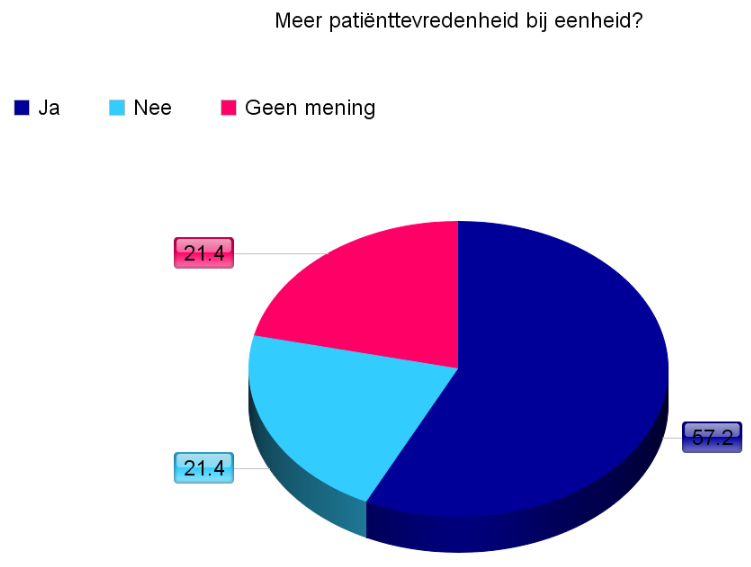 Meer patiënttevredenheid bij eenheid?
Ja Nee Geen mening
21.4
57.2
21.4